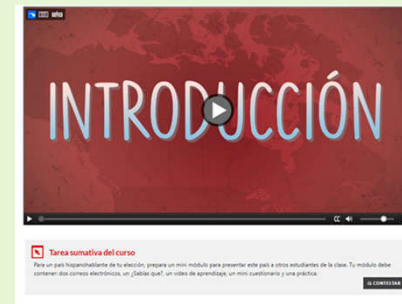 INTRODUCCIÓN
CC
Tarea sumativa del curso
Para un país hispanohablante de tu elección, prepara un mini módulo para presentar este país a otros estudiantes de la clase. Tu módulo debe
contener dos correos electrónicos, un ¿Sabías que?, un video de aprendizaje, un mini cuestionario y una práctica.
CONTESTAR